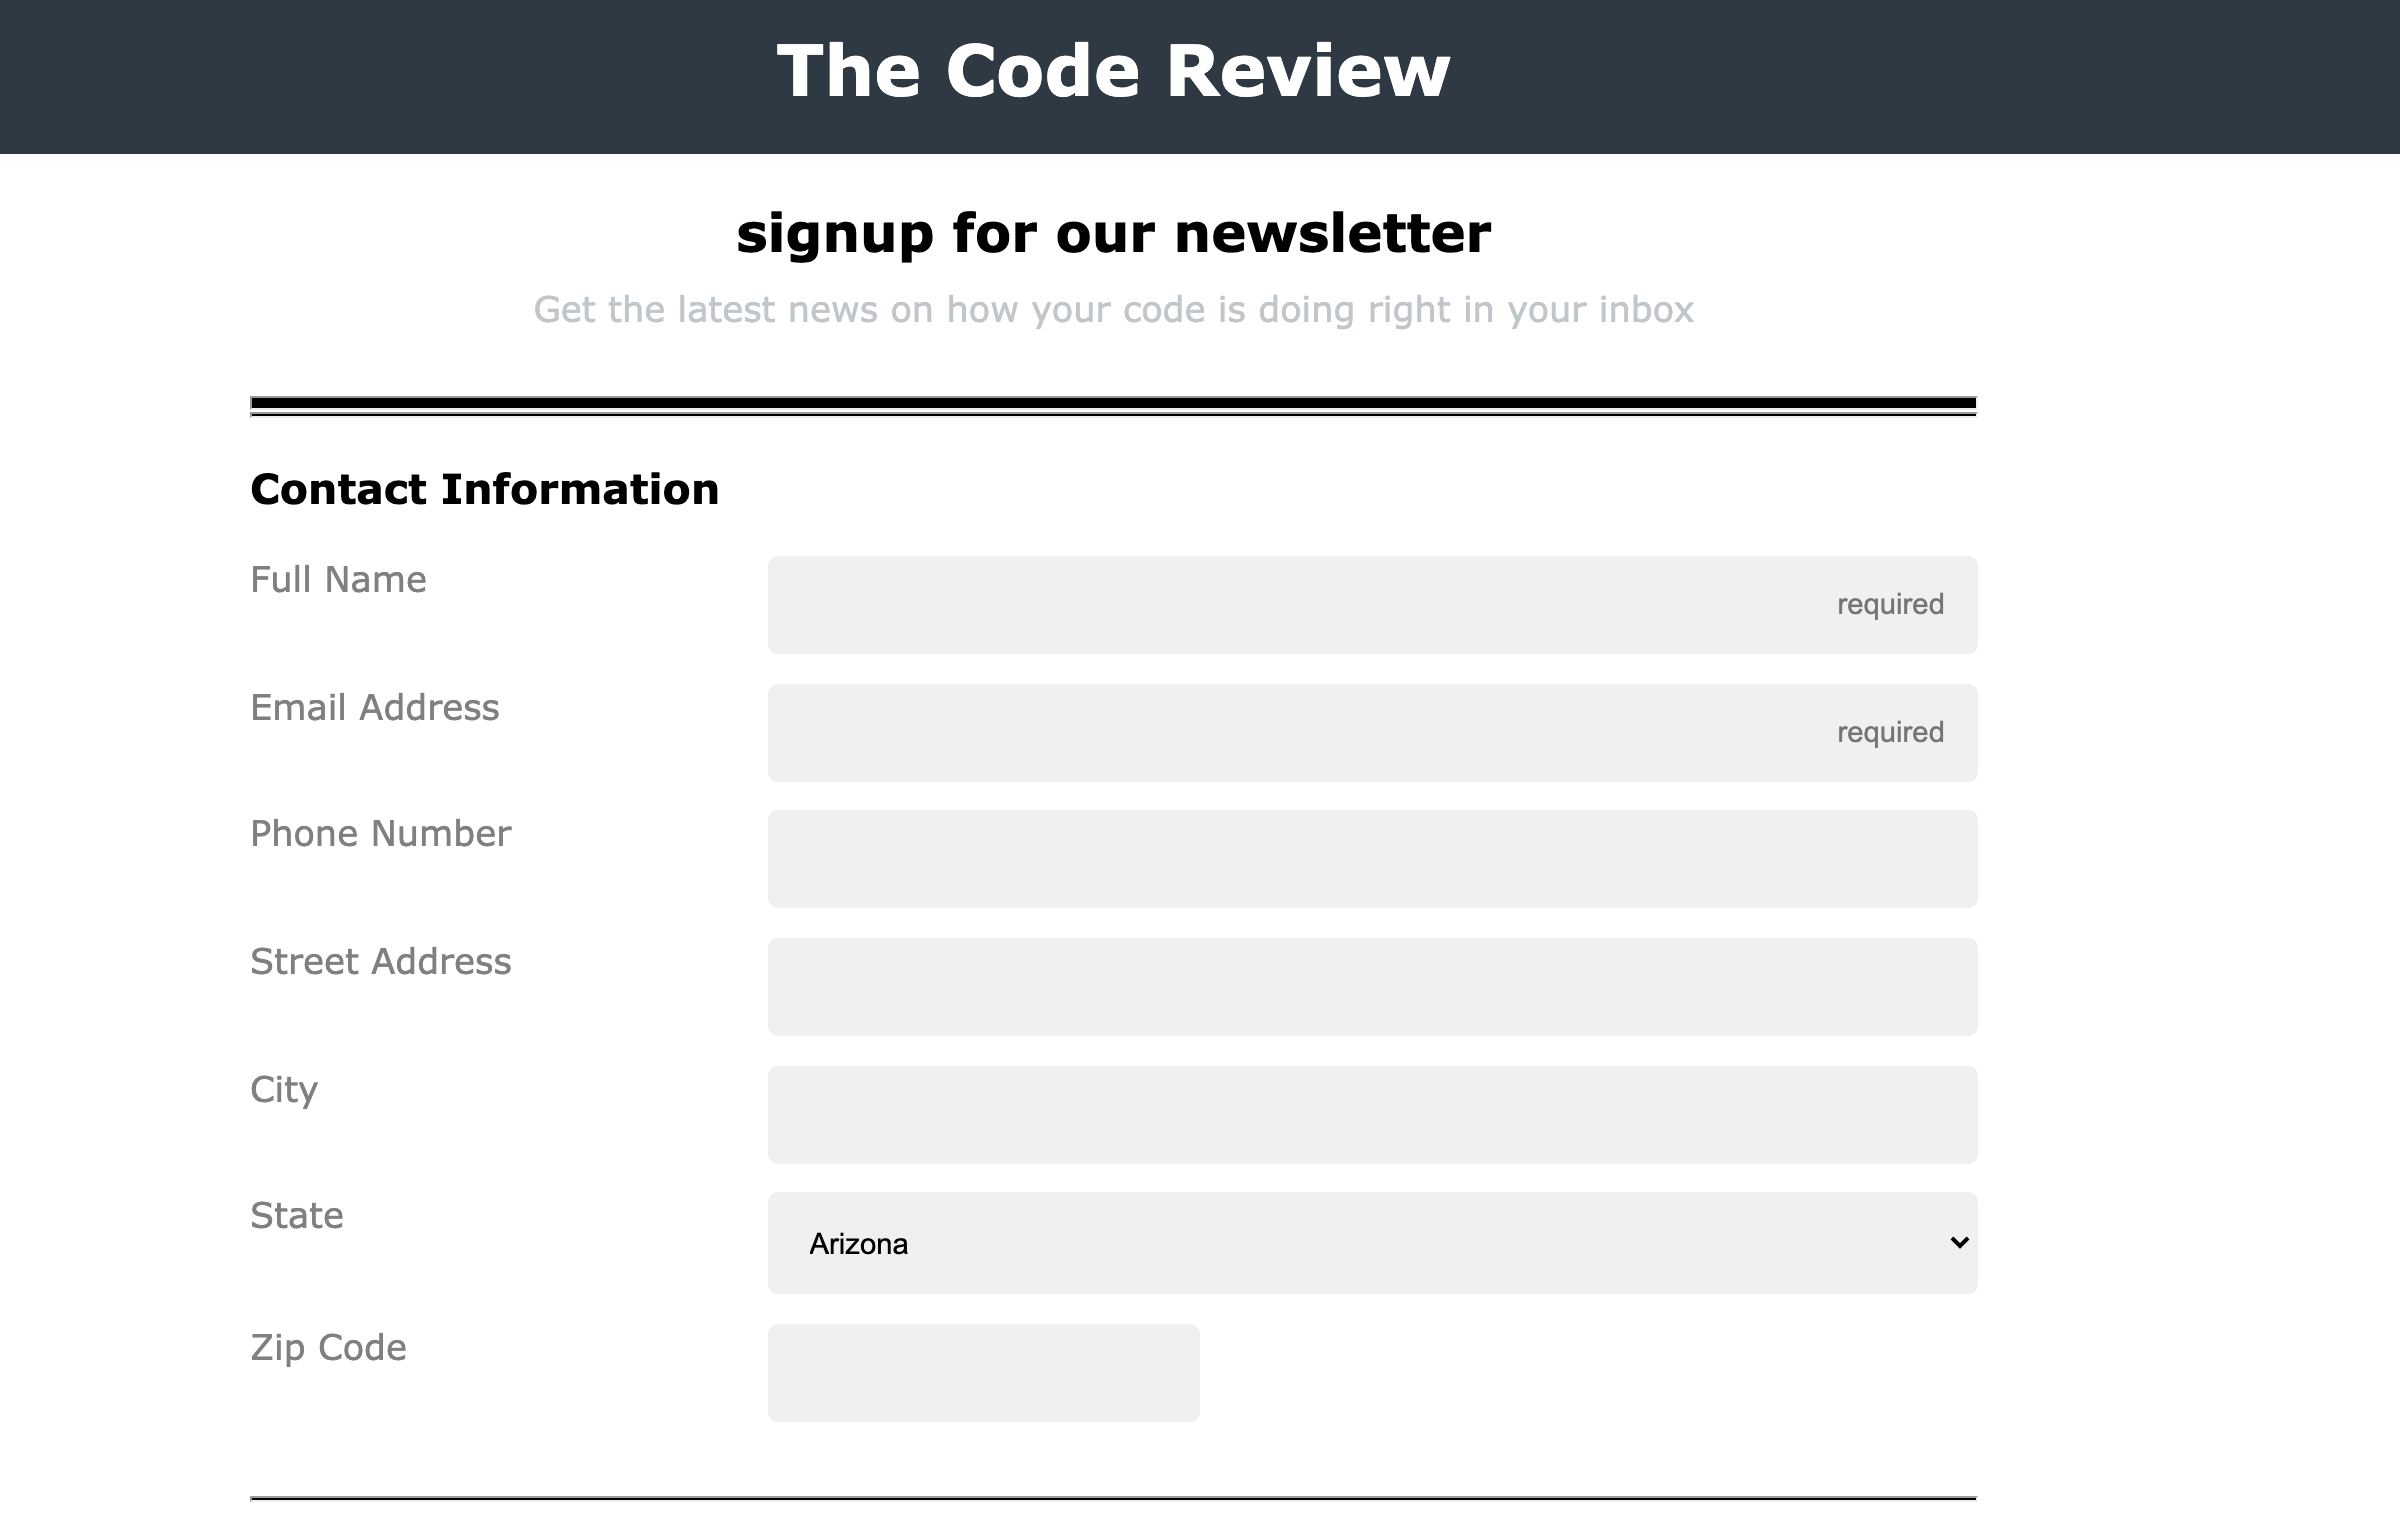 The Code Review
signup for our newsletter
Get the latest news on how your code is doing right in your inbox
Contact Information
Full Name
required
Email Address
required
Phone Number
Street Address
City
State
Arizona
Zip Code